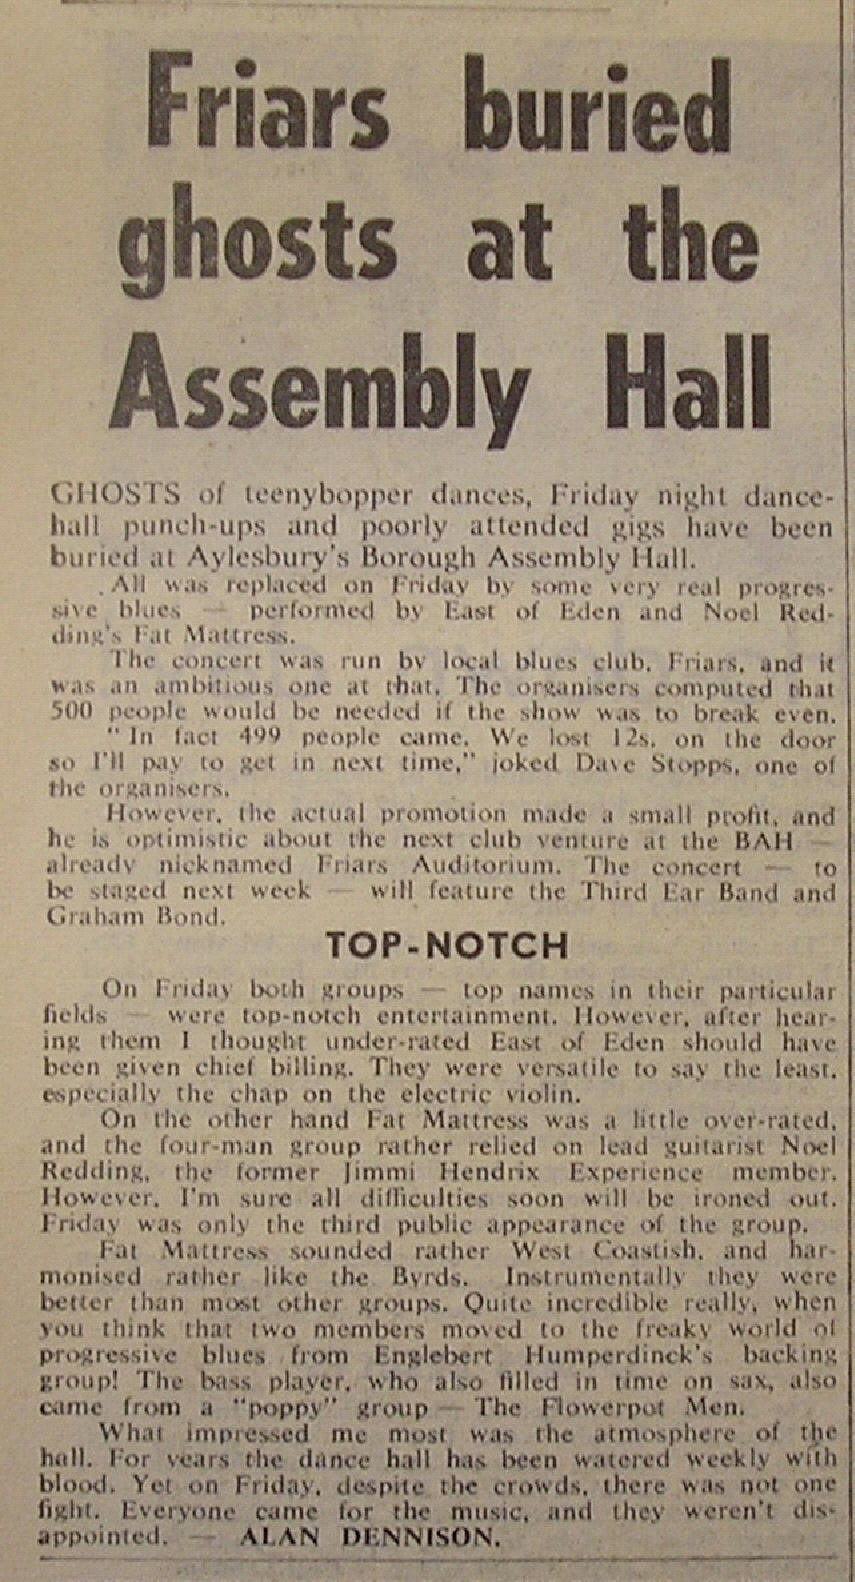 Friars buried
ghosts at the
Assembly Hall
GHOSTS of teenybopper dances, Friday night dance-
hall punch-ups and poorly attended gigs have been
buried at Aylesbury's Borough Assembly Hall.
All was replaced on Friday by some very real progres-
sive blues — performed by East of Eden and Noel Red-
ding's Fat Mattress.
The concert was run by local blues club, Friars, and it
was an ambitious one at that. The organisers computed that
500 people would be needed if the show was to break even.
"In fact 499 people came. We lost 12s. on the door
so I'll pay to get in next time," joked Dave Stopps, one of
the organisers.
However, the actual promotion made a small profit, and
he is optimistic about the next club venture at the BAH —
already nicknamed Friars Auditorium. The concert — to
be staged next week — will feature the Third Ear Band and
Graham Bond.
TOP-NOTCH
On Friday both groups — top names in their particular
fields — were top-notch entertainment. However, after hear-
ing them I thought under-rated East of Eden should have
been given chief billing. They were versatile to say the least,
especially the chap on the electric violin.
On the other hand Fat Mattress was a little over-rated,
and the four-man group rather relied on lead guitarist Noel
Redding, the former Jimmi Hendrix Experience member.
However, I'm sure all difficulties soon will be ironed out.
Friday was only the third public appearance of the group.
Fat Mattress sounded rather West Coastish, and har-
monised rather like the Byrds. Instrumentally they were
better than most other groups. Quite incredible really, when
you think that two members moved to the freaky world of
progressive blues from Englebert Humperdinck's backing
group! The bass player, who also filled in time on sax, also
came from a "poppy" group — The Flowerpot Men.
What impressed me most was the atmosphere of the
hall. For years the dance hall has been watered weekly with
blood. Yet on Friday, despite the crowds, there was not one
fight. Everyone came for the music, and they weren't dis-
appointed. — ALAN DENNISON.